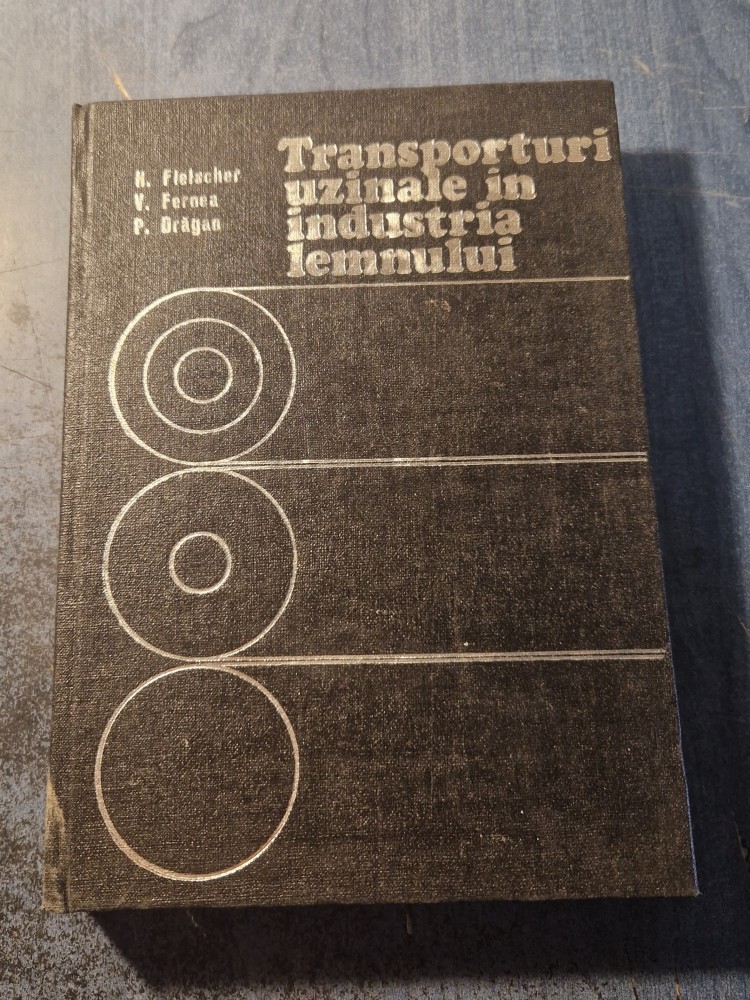 H. Fleischer
V. Fernea
P. Drăgan
Transporturi
uzinale in
industria
lemnului